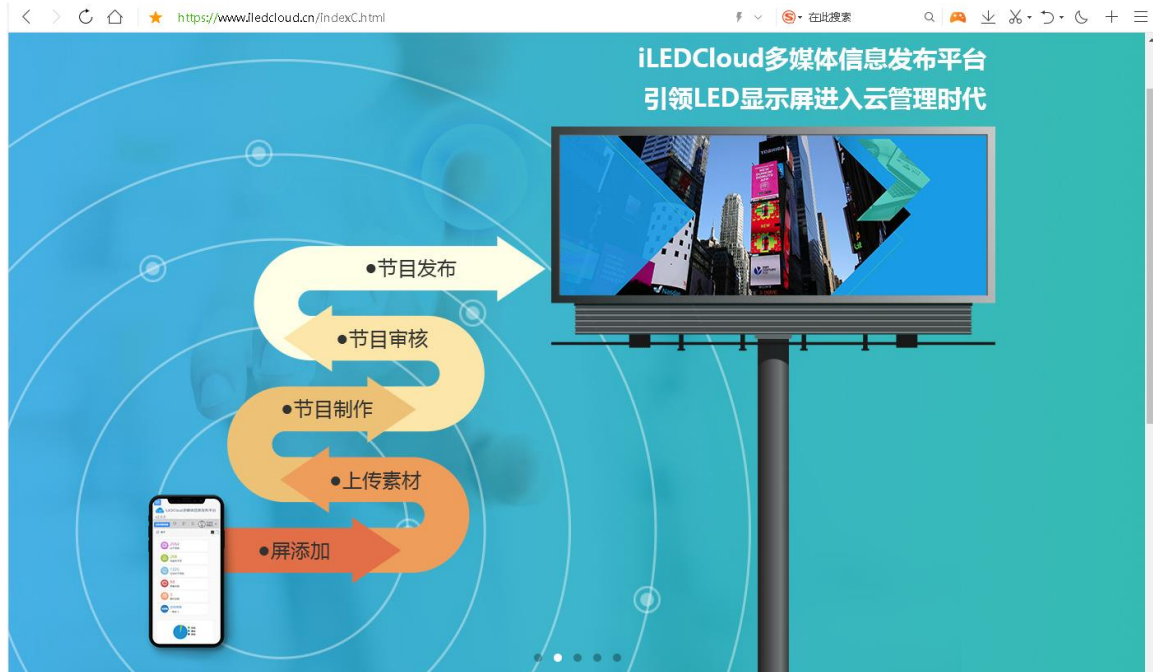 https://www.iledcloud.cn/IndexC.html
在此搜索
iLEDCloud多媒体信息发布平台
引领LED显示屏进入云管理时代
TOSHIBA
●节目发布
●节目审核
●节目制作
●上传素材
●屏添加